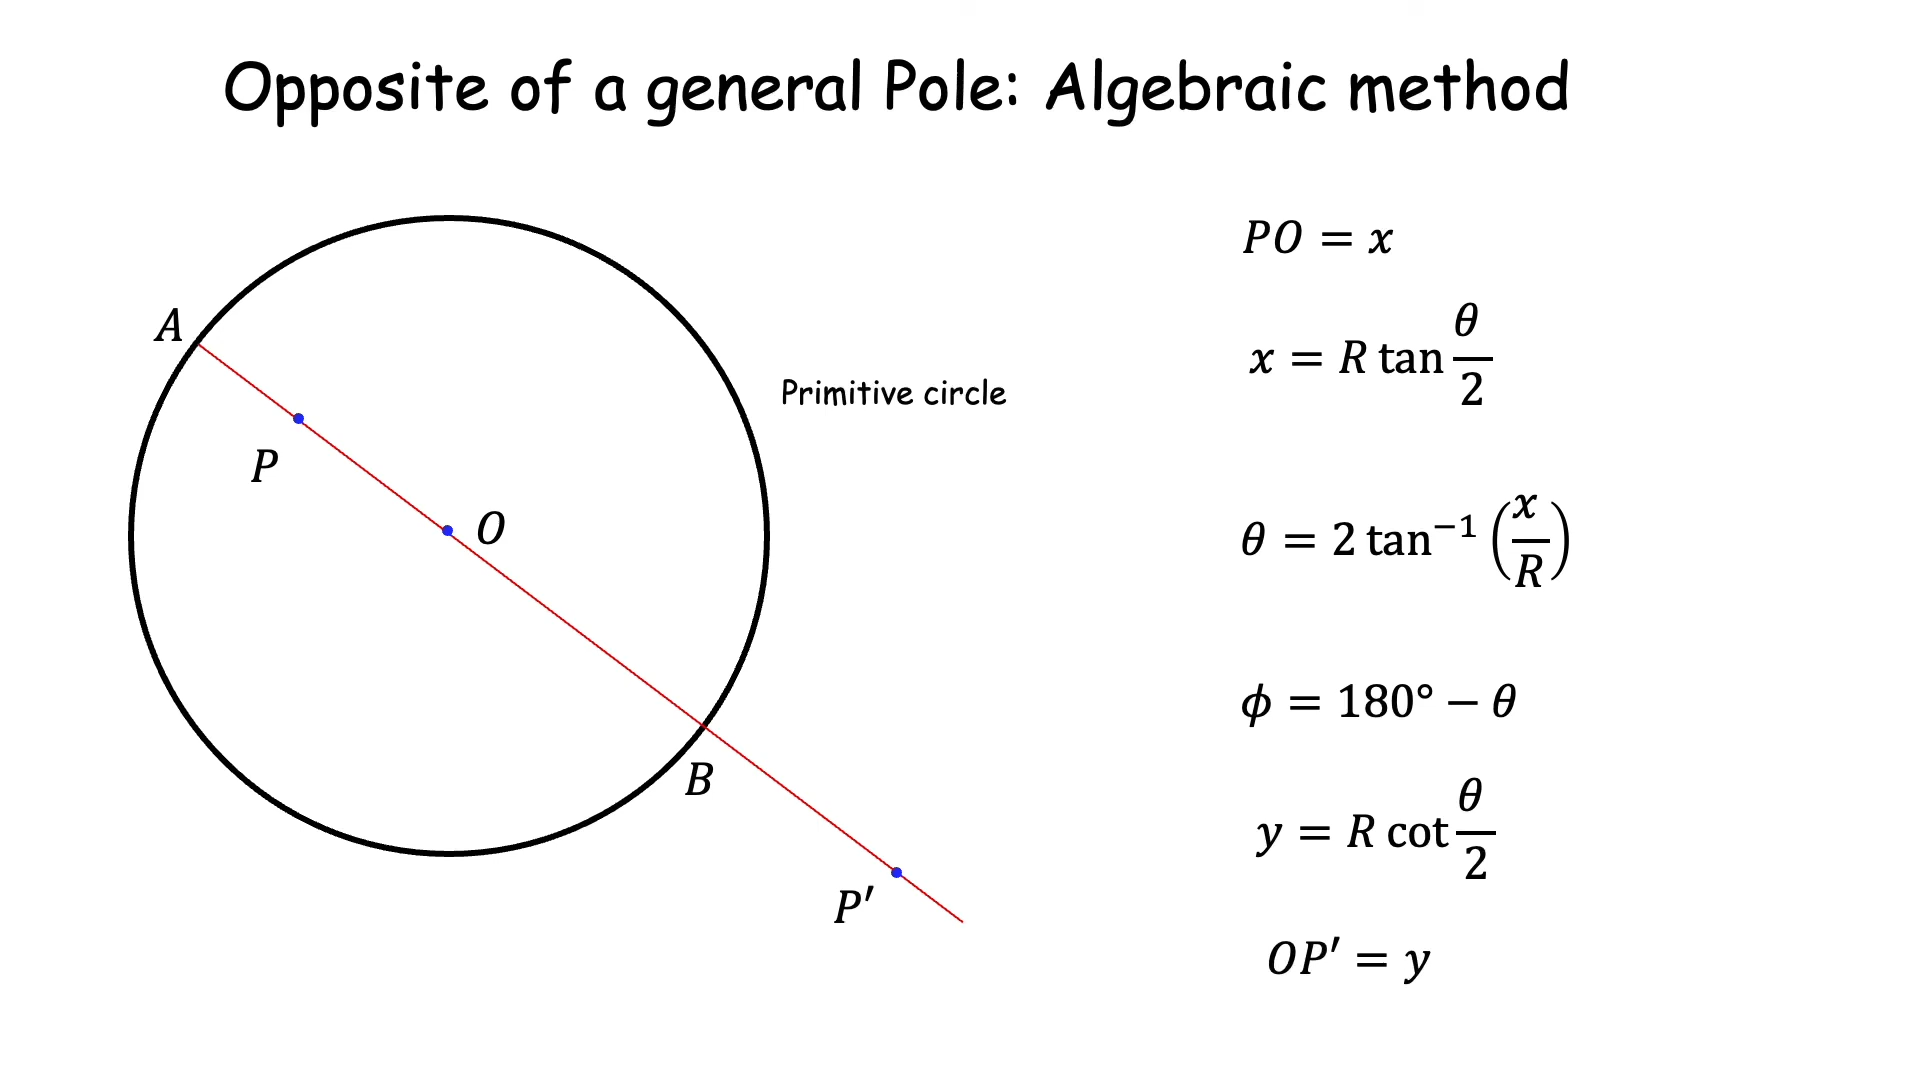 Opposite of a general Pole: Algebraic method
A
P
O
B
P′
Primitive circle
PO = x
x = R tan θ/2
θ = 2 tan⁻¹ (x/R)
ϕ = 180° − θ
y = R cot θ/2
OP′ = y